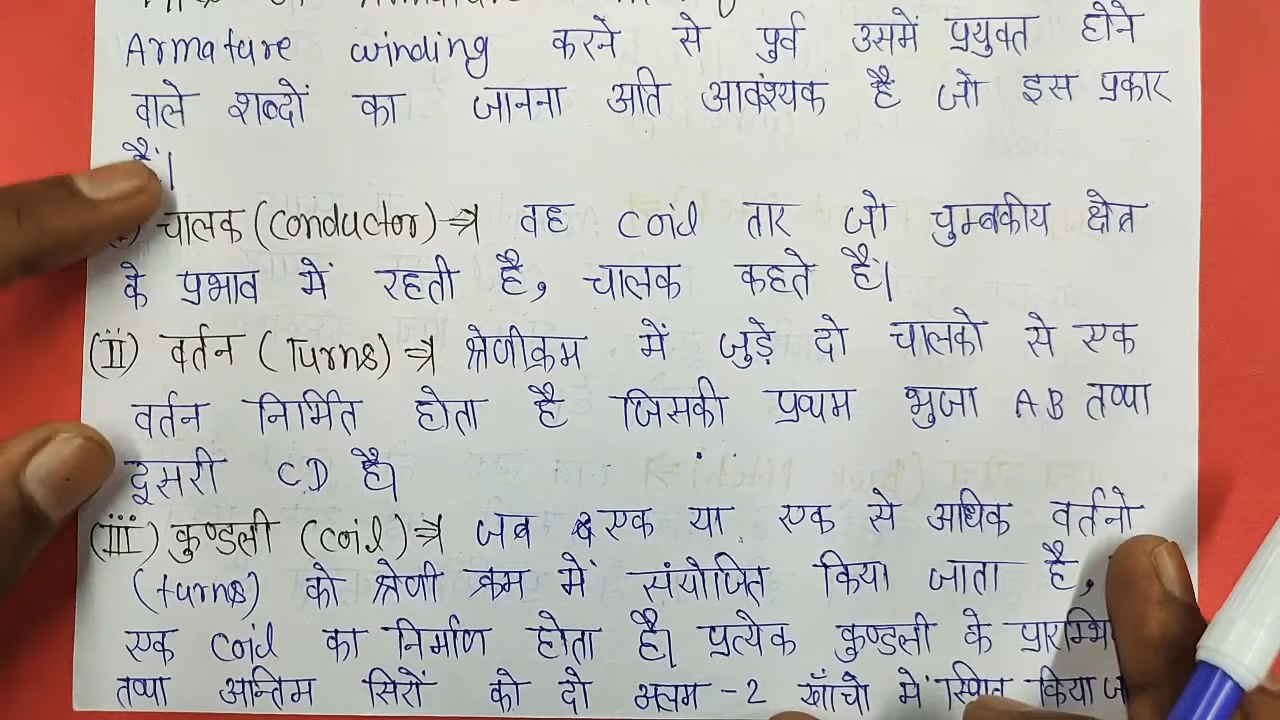 Armature winding करने से पुर्व उसमें प्रयुक्त होने
वाले शब्दों का जानना अति आवंश्यक है जो इस प्रकार
हैं।
चालक (Conductor) ⇒ वह Coil तार जो चुम्बकीय क्षेत्र
के प्रभाव में रहती है, चालक कहते हैं।
(ii) वर्तन (Turns) ⇒ श्रेणीक्रम में जुड़े दो चालको से एक
वर्तन निर्मित होता है जिसकी प्रथम भुजा AB तथा
दूसरी CD है।
(iii) कुण्डली (Coil) ⇒ जब एक या एक से अधिक वर्तनो
(turns) को श्रेणी क्रम में संयोजित किया जाता है,
एक Coil का निर्माण होता है। प्रत्येक कुण्डली के
तथा अन्तिम सिरों को दो अलग-2 खाँचो में स्थित किया